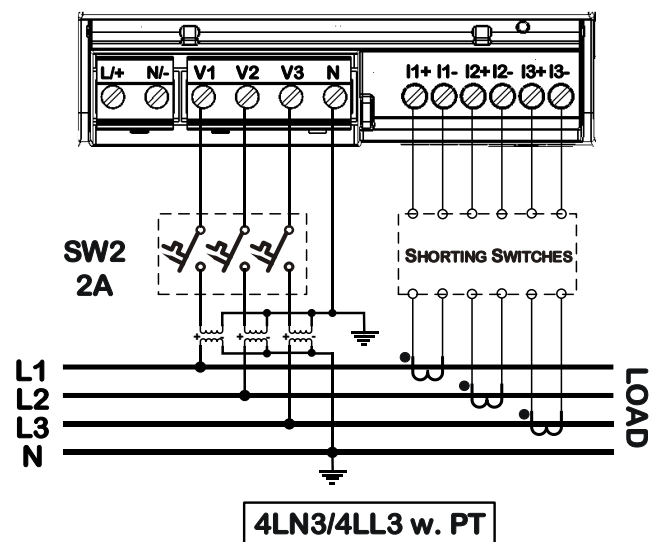 L/+ N/- V1 V2 V3 N I1+ I1- I2+ I2- I3+ I3-
SW2
2A
SHORTING SWITCHES
+ - + - + -
L1
L2
L3
N
LOAD
4LN3/4LL3 w. PT